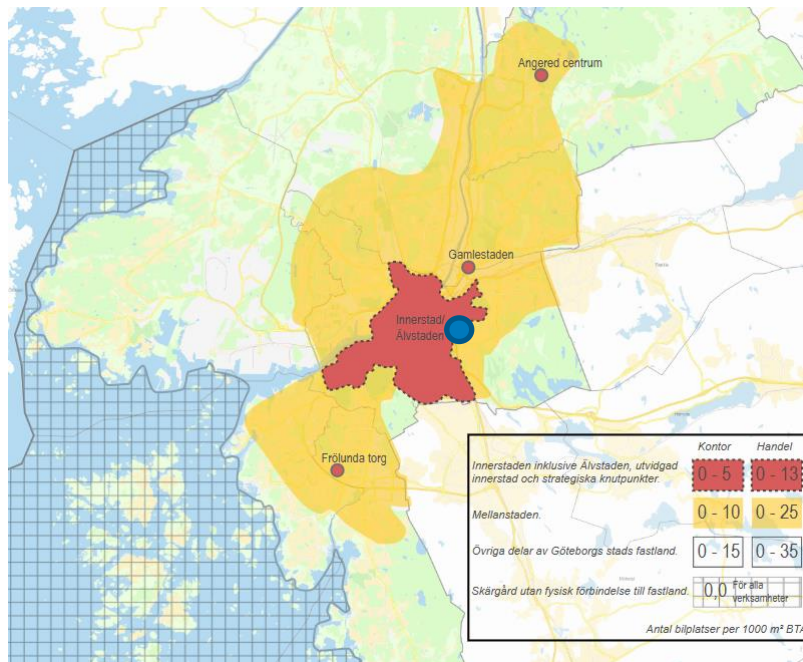 Angered centrum
Gamlestaden
Innerstad/
Älvstaden
Frölunda torg
Kontor Handel
Innerstaden inklusive Älvstaden, utvidgad
innerstad och strategiska knutpunkter.
0 - 5 0 - 13
Mellanstaden.
0 - 10 0 - 25
Övriga delar av Göteborgs stads fastland.
0 - 15 0 - 35
Skärgård utan fysisk förbindelse till fastland.
0,0 För alla
verksamheter
Antal bilplatser per 1000 m² BTA